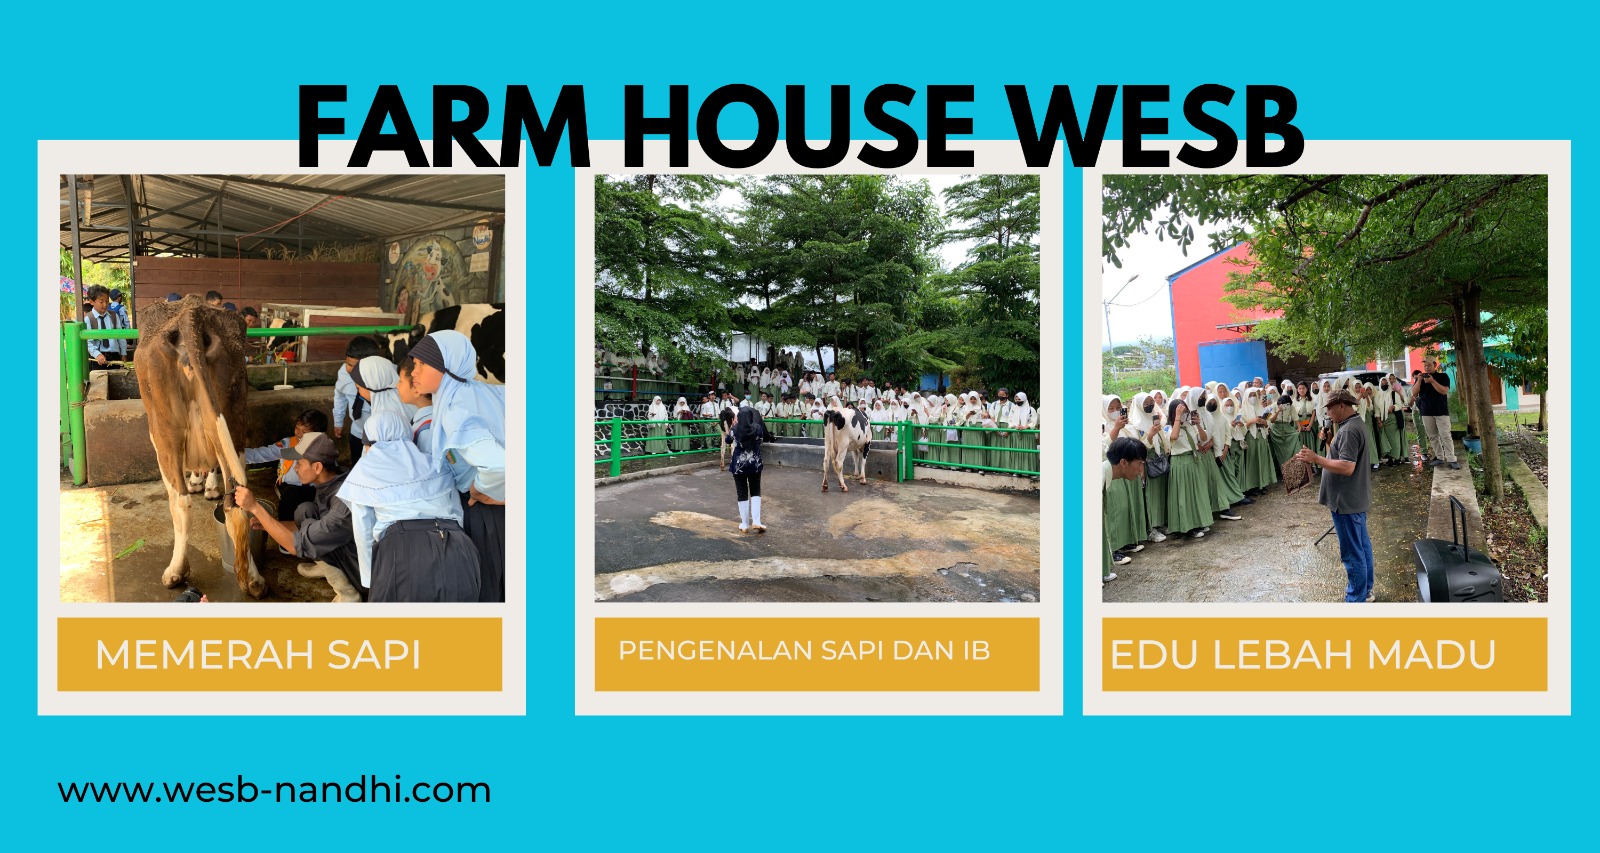 FARM HOUSE WESB
MEMERAH SAPI
PENGENALAN SAPI DAN IB
EDU LEBAH MADU
www.wesb-nandhi.com